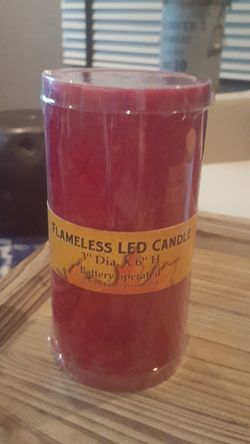 FLAMELESS LED CANDLE
3" Dia. X 6" H
Battery operated